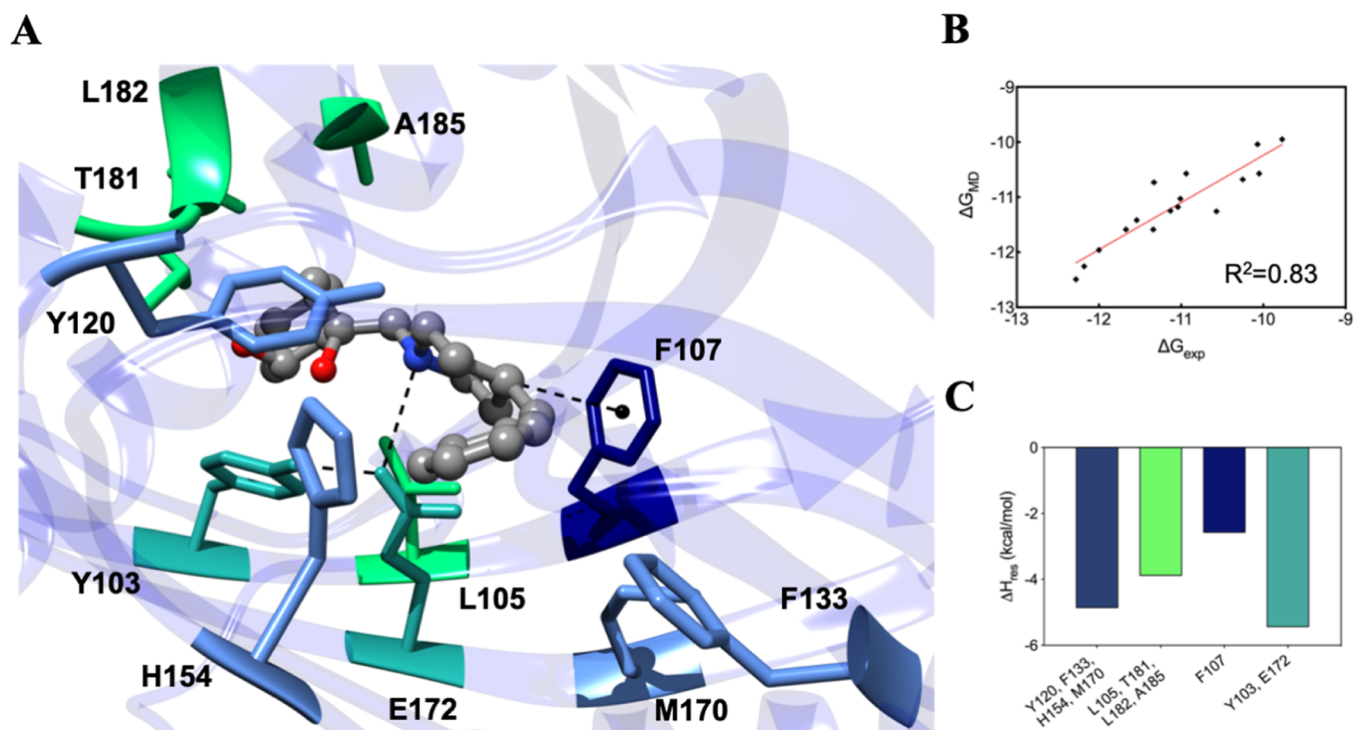 A
L182
A185
T181
Y120
F107
Y103
L105
F133
H154
E172
M170
B
-9
-10
-11
-12
-13
ΔG_MD
R²=0.83
-13 -12 -11 -10 -9
ΔG_exp
C
0
-2
-4
-6
ΔH_res (kcal/mol)
Y120, F133,
H154, M170
L105, T181,
L182, A185
F107
Y103, E172